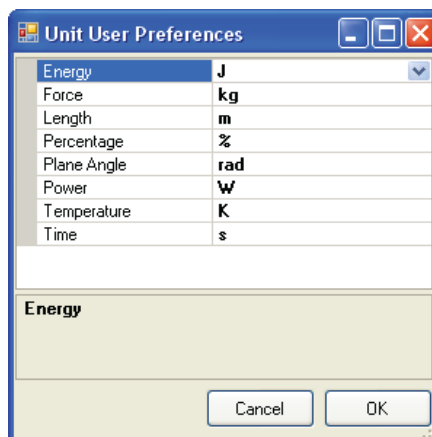 Unit User Preferences
Energy J
Force kg
Length m
Percentage %
Plane Angle rad
Power W
Temperature K
Time s
Energy
Cancel OK